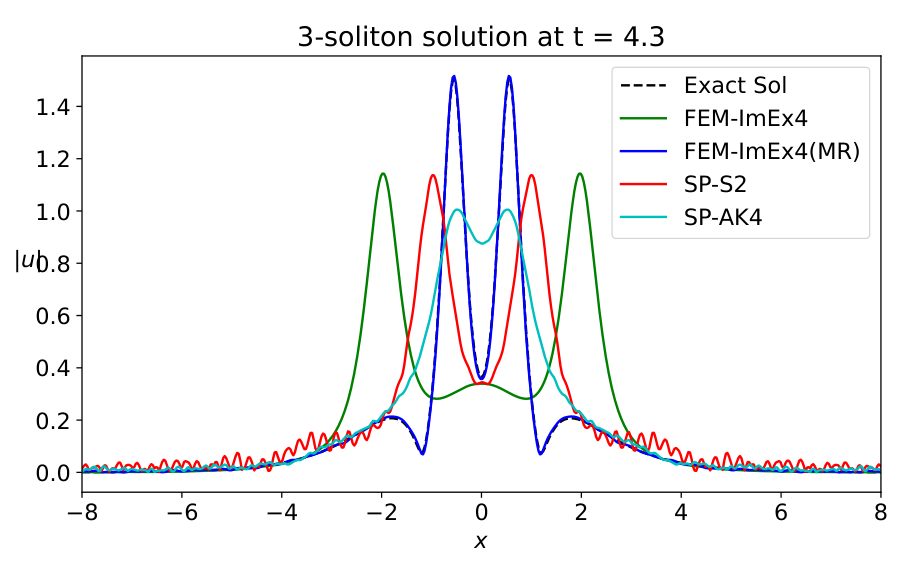 3-soliton solution at t = 4.3
Exact Sol
FEM-ImEx4
FEM-ImEx4(MR)
SP-S2
SP-AK4
1.4
1.2
1.0
|u|
0.8
0.6
0.4
0.2
0.0
−8 −6 −4 −2 0 2 4 6 8
x